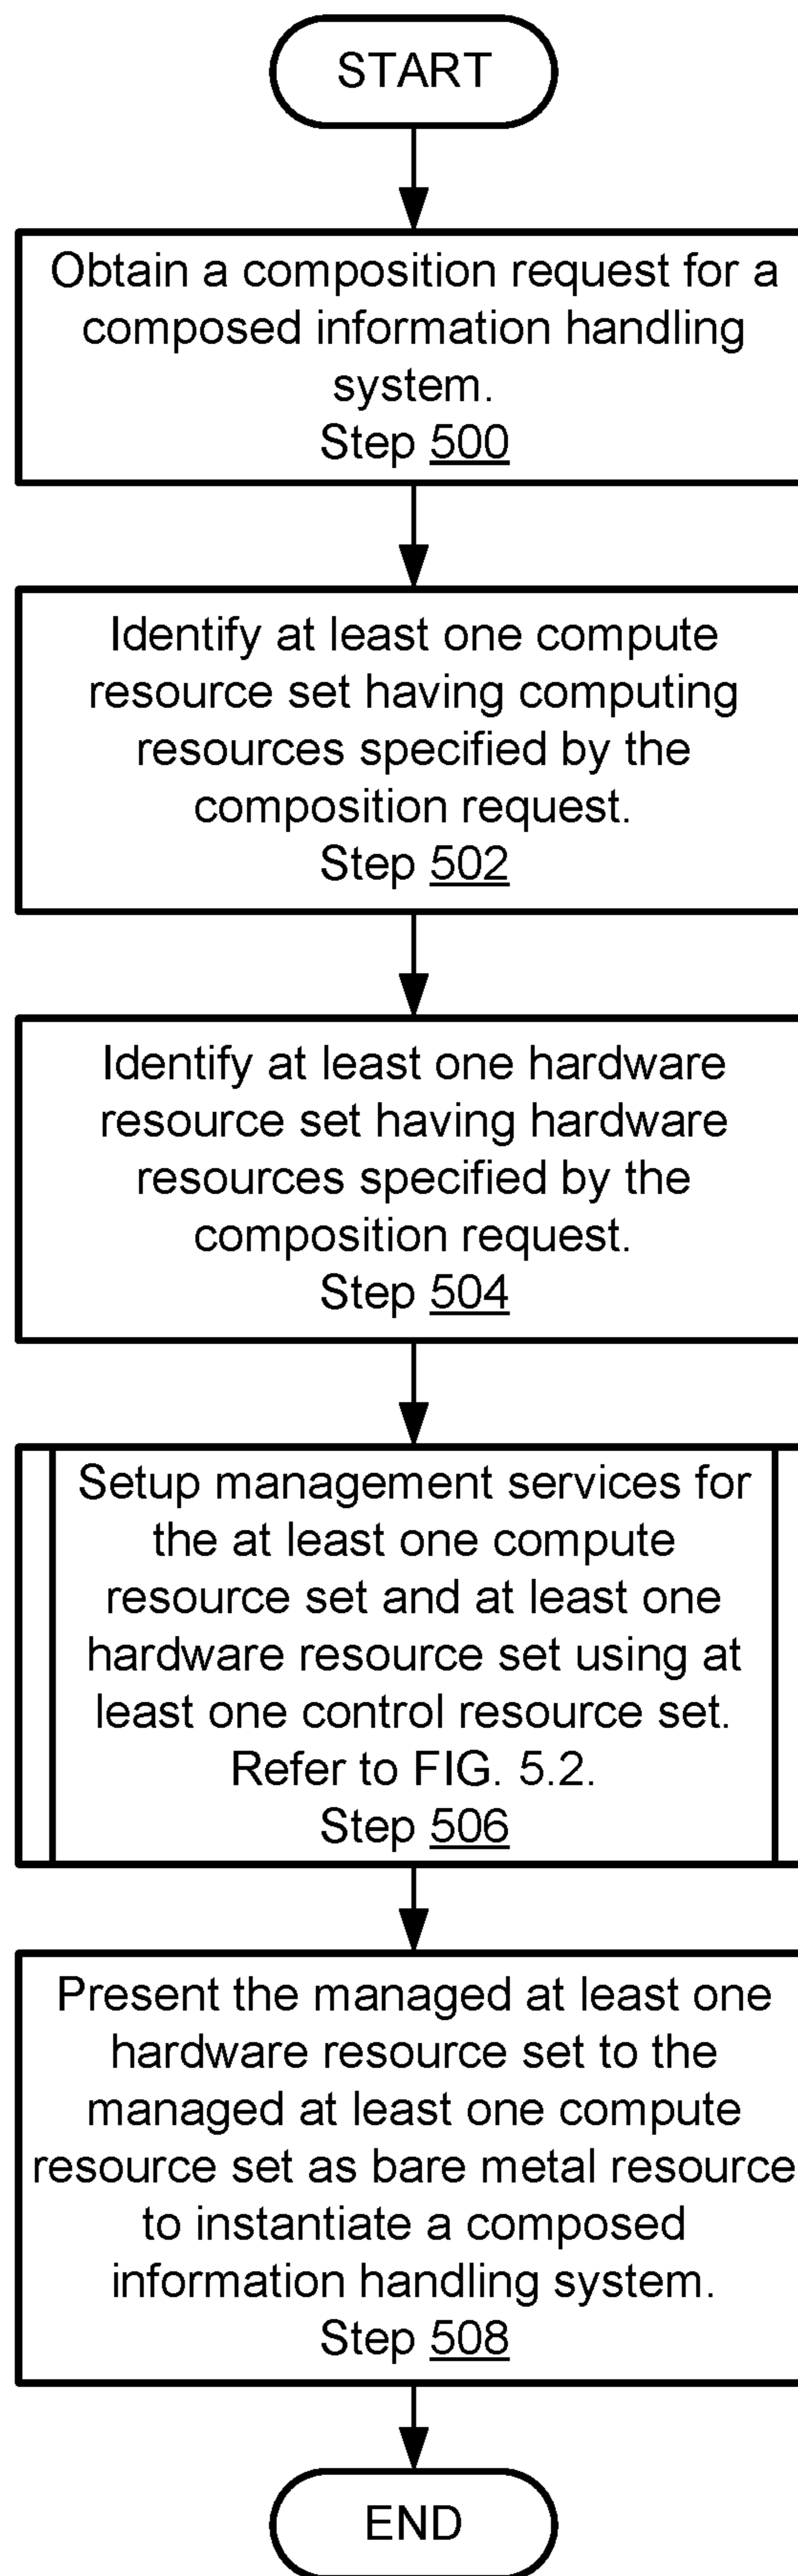 START
Obtain a composition request for a
composed information handling
system.
Step 500
Identify at least one compute
resource set having computing
resources specified by the
composition request.
Step 502
Identify at least one hardware
resource set having hardware
resources specified by the
composition request.
Step 504
Setup management services for
the at least one compute
resource set and at least one
hardware resource set using at
least one control resource set.
Refer to FIG. 5.2.
Step 506
Present the managed at least one
hardware resource set to the
managed at least one compute
resource set as bare metal resource
to instantiate a composed
information handling system.
Step 508
END